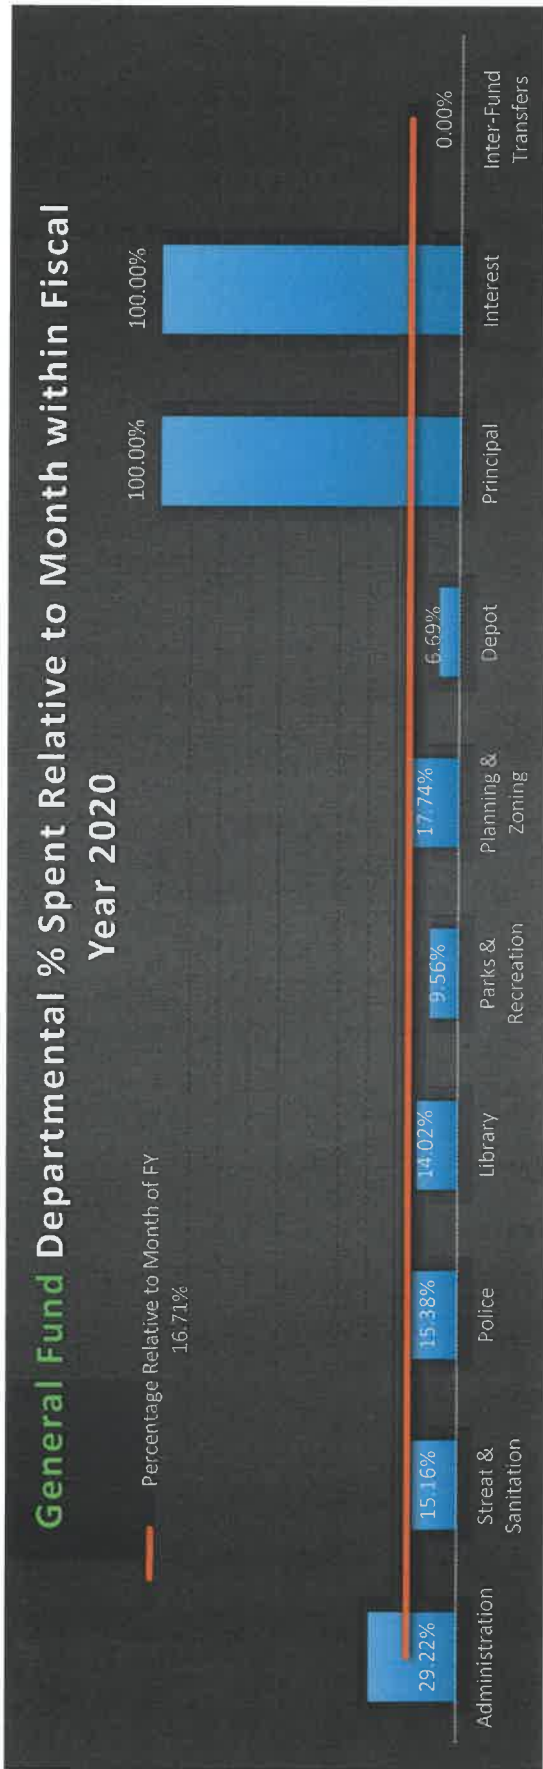 General Fund Departmental % Spent Relative to Month within Fiscal
Year 2020
Percentage Relative to Month of FY
16.71%
29.22%
15.16%
15.38%
14.02%
9.56%
17.74%
6.69%
100.00%
100.00%
0.00%
Administration
Streat &
Sanitation
Police
Library
Parks &
Recreation
Planning &
Zoning
Depot
Principal
Interest
Inter-Fund
Transfers